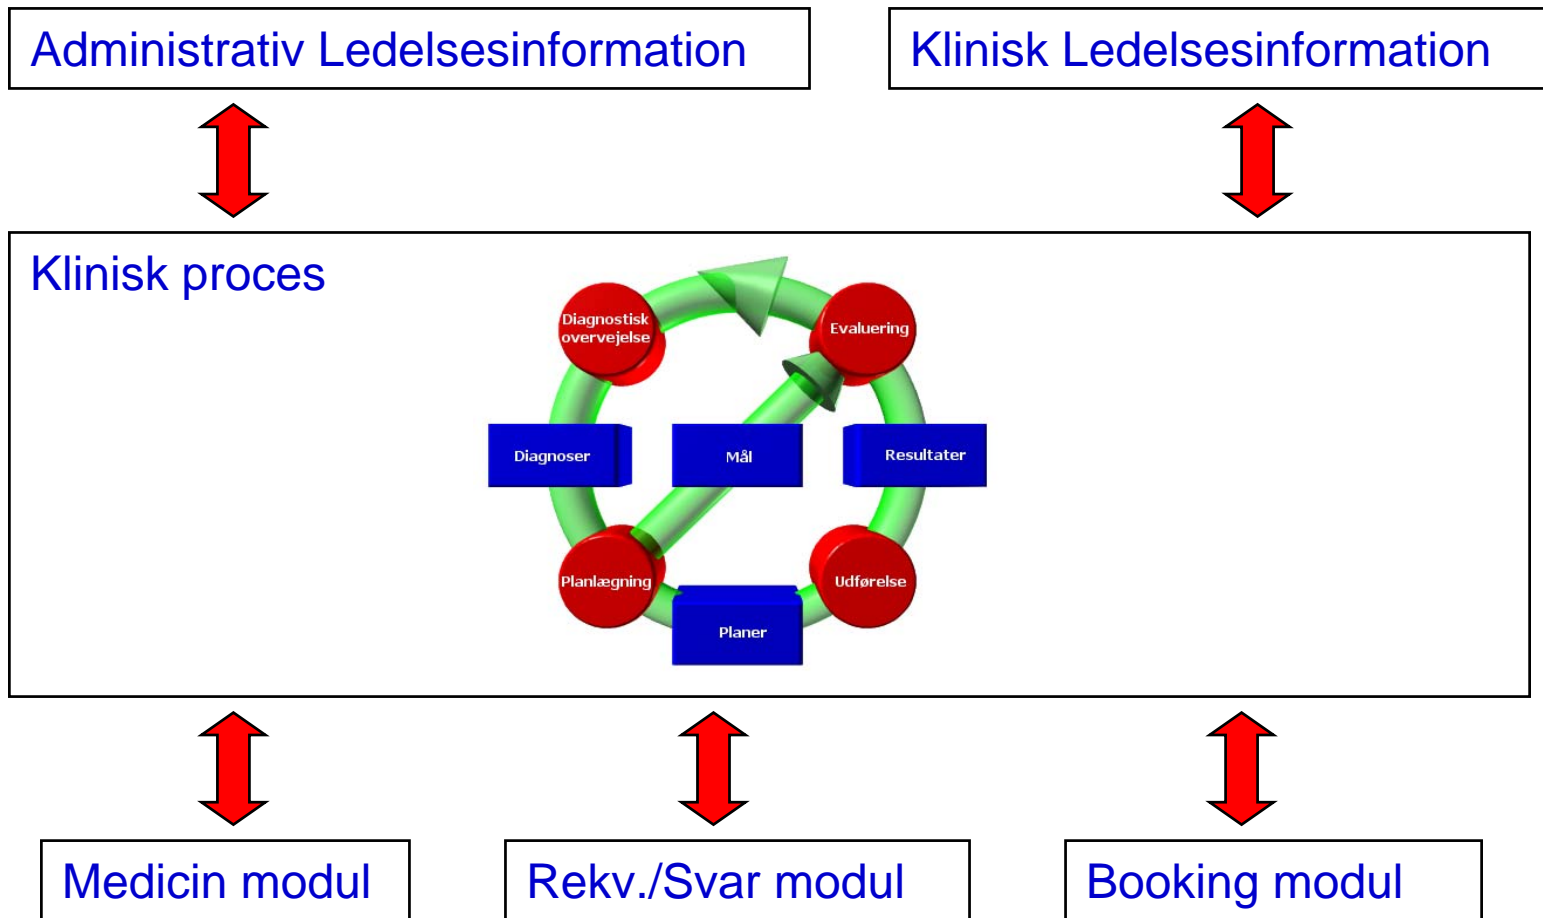 Administrativ Ledelsesinformation
Klinisk Ledelsesinformation
Klinisk proces
Diagnostisk
overvejelse
Evaluering
Diagnoser
Mål
Resultater
Planlægning
Udførelse
Planer
Medicin modul
Rekv./Svar modul
Booking modul